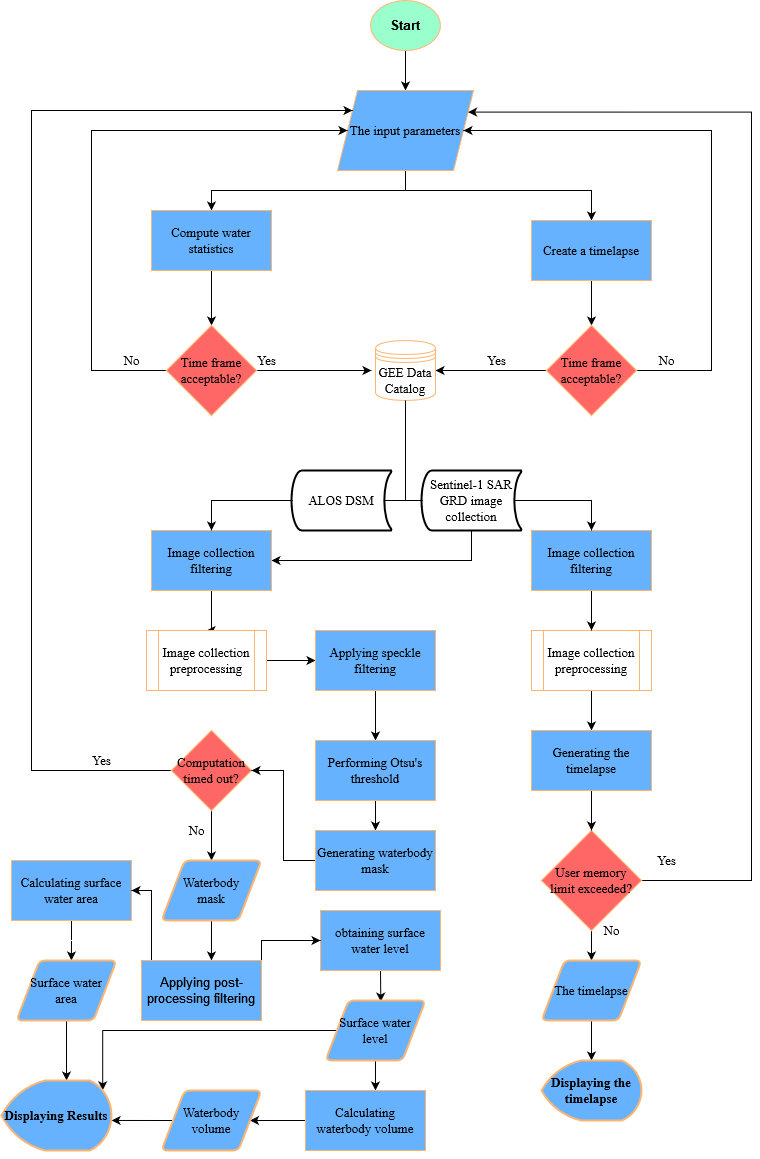 Start
The input parameters
Compute water
statistics
Create a timelapse
No
Time frame
acceptable?
Yes
GEE Data
Catalog
Yes
Time frame
acceptable?
No
ALOS DSM
Sentinel-1 SAR
GRD image
collection
Image collection
filtering
Image collection
filtering
Image collection
preprocessing
Applying speckle
filtering
Image collection
preprocessing
Yes
Computation
timed out?
Performing Otsu's
threshold
Generating the
timelapse
No
Generating waterbody
mask
User memory
limit exceeded?
Yes
Calculating surface
water area
Waterbody
mask
obtaining surface
water level
No
Surface water
area
Applying post-
processing filtering
The timelapse
Surface water
level
Displaying the
timelapse
Displaying Results
Waterbody
volume
Calculating
waterbody volume